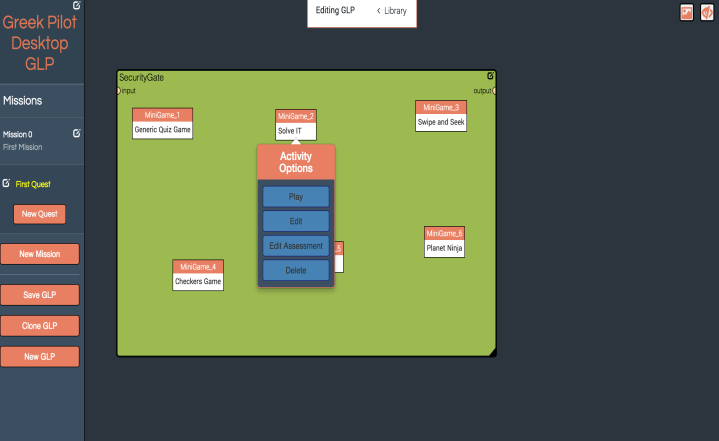 Greek Pilot
Desktop
GLP
Missions
Mission 0
First Mission
First Quest
New Quest
New Mission
Save GLP
Clone GLP
New GLP
Editing GLP
< Library
SecurityGate
input
output
MiniGame_1
Generic Quiz Game
MiniGame_2
Solve IT
MiniGame_3
Swipe and Seek
Activity
Options
Play
Edit
Edit Assessment
Delete
_5
MiniGame_4
Checkers Game
MiniGame_6
Planet Ninja